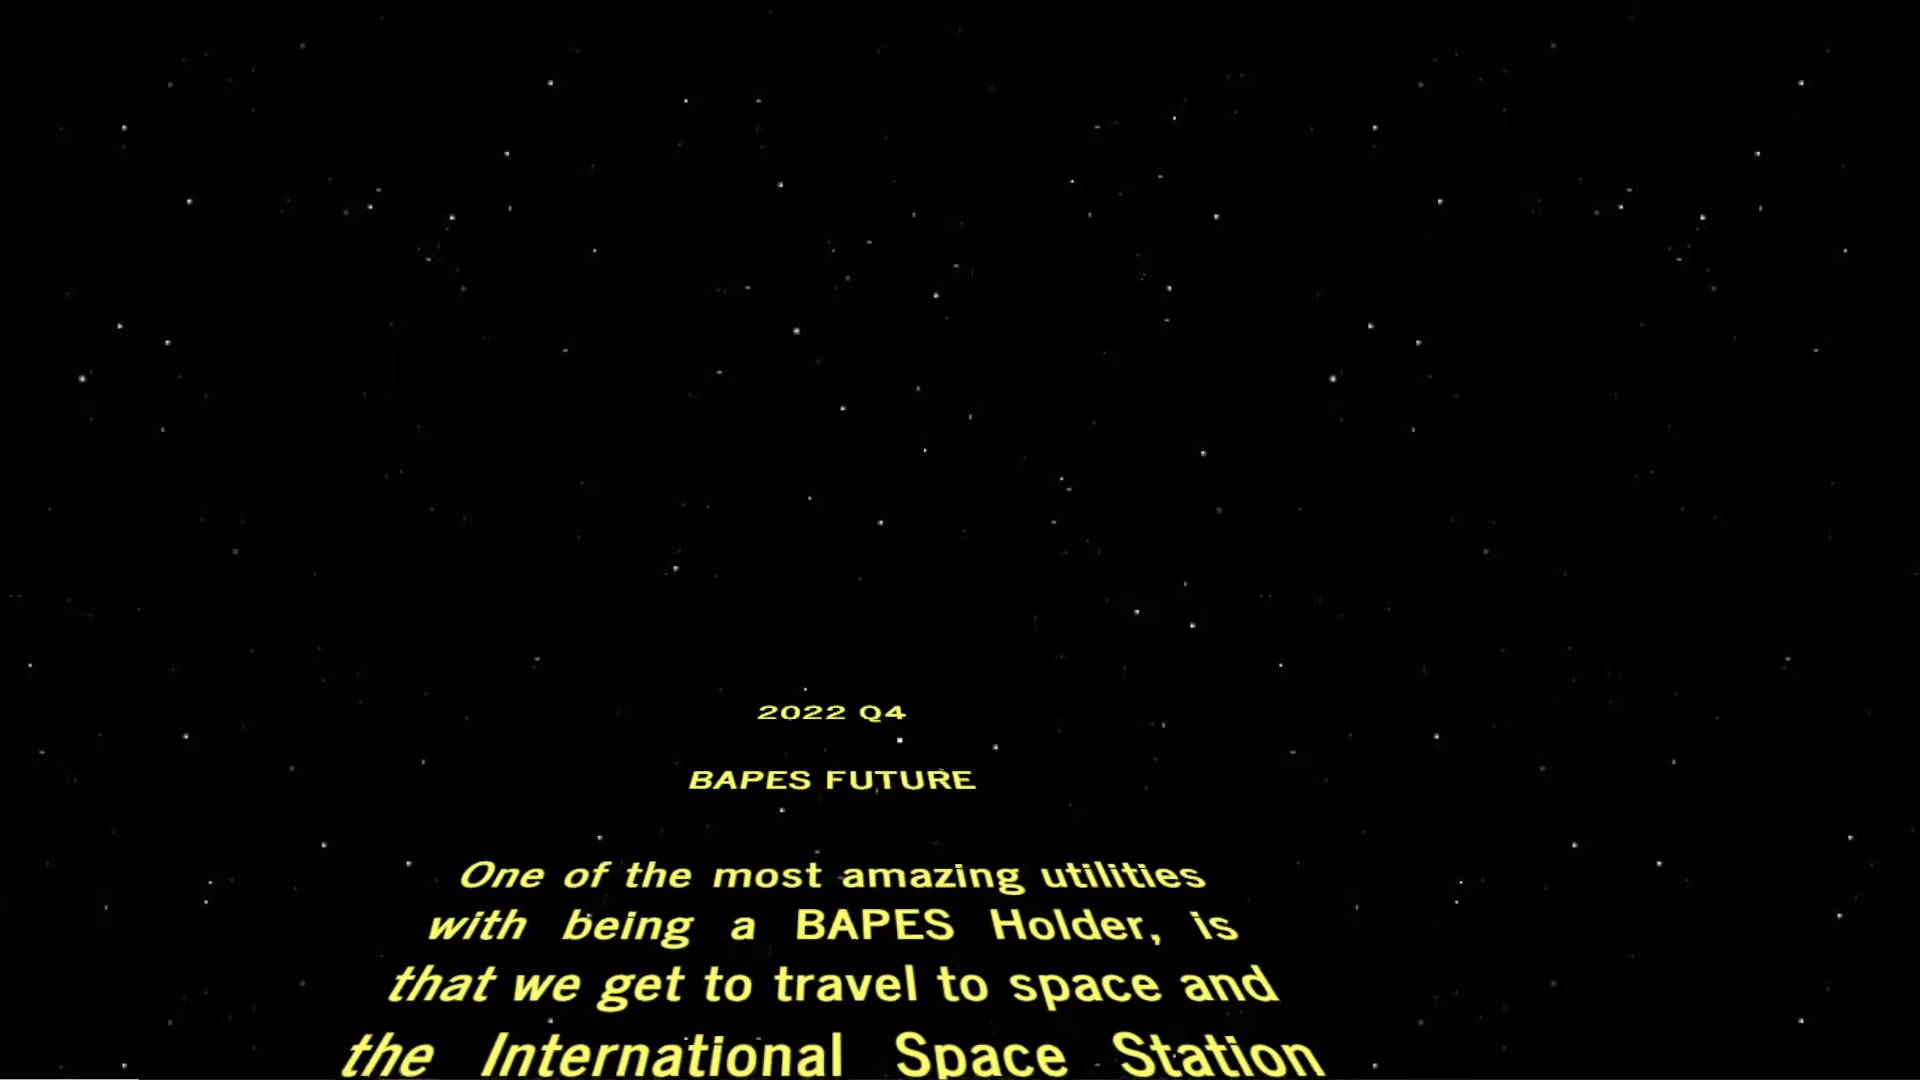 2022 Q4
BAPES FUTURE
One of the most amazing utilities
with being a BAPES Holder, is
that we get to travel to space and
the International Space Station